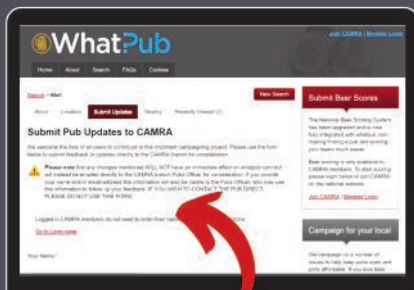 WhatPub
Join CAMRA | Member Login
Home About Search FAQs Cookies
Search > Main
New Search
About Location Submit Updates Nearby Recently Viewed (1)
Submit Pub Updates to CAMRA
We welcome the help of all users to contribute to this important campaigning project. Please use the form
below to submit feedback or updates directly to the CAMRA branch for consideration.
Please note that any changes mentioned WILL NOT have an immediate effect on whatpub.com but
will instead be emailed directly to the CAMRA branch Pubs Officer for consideration. If you provide
your name and/or email address this information will also be visible to the Pubs Officer, who may use
this information to follow up your feedback. IF YOU WISH TO CONTACT THE PUB DIRECT
PLEASE DO NOT USE THIS FORM.
Logged in CAMRA members do not need to enter their
Go to Login page
Your Name
Submit Beer Scores
The National Beer Scoring System
has been upgraded and is now
fully integrated with whatpub.com
making finding a pub and scoring
your beers much easier.
Beer scoring is only available to
CAMRA members. To start scoring
please login below or join CAMRA
on the national website.
Join CAMRA | Member Login
Campaign for your local
We campaign on a number of
issues to help keep pubs open and
pints affordable. If you love beer